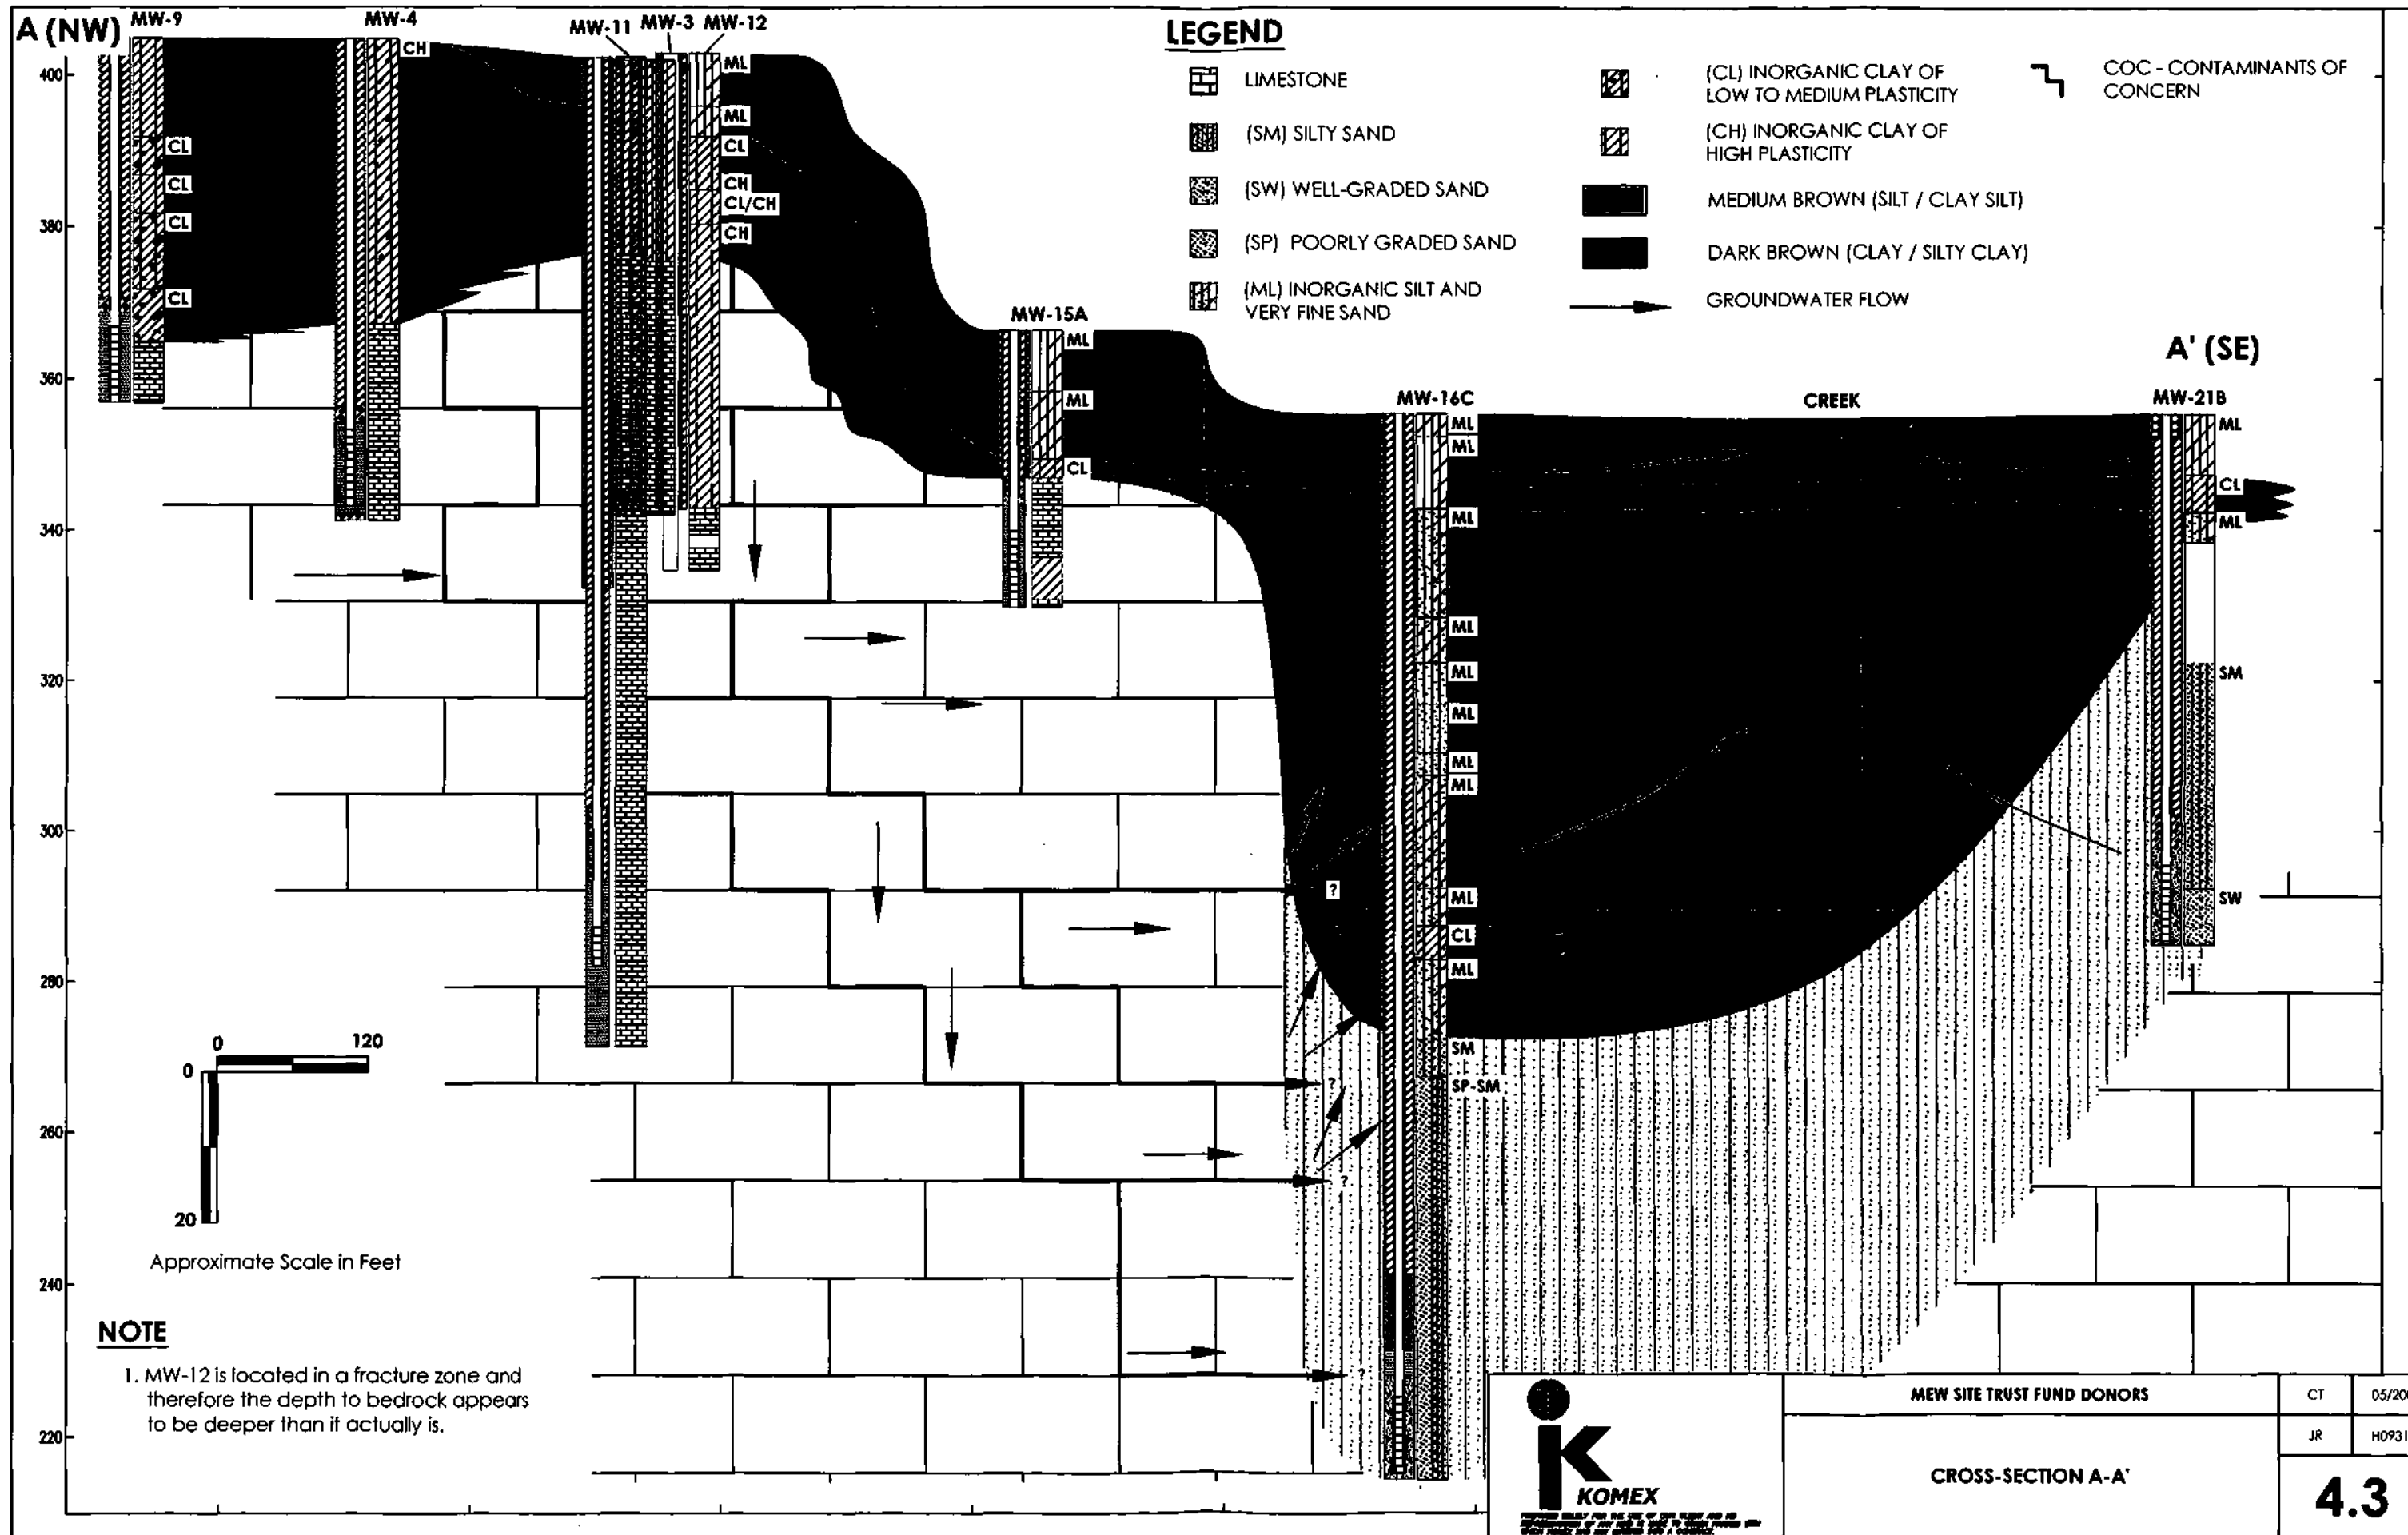 A (NW)
MW-9
MW-4
MW-11
MW-3
MW-12
LEGEND
LIMESTONE
(SM) SILTY SAND
(SW) WELL-GRADED SAND
(SP) POORLY GRADED SAND
(ML) INORGANIC SILT AND
VERY FINE SAND
(CL) INORGANIC CLAY OF
LOW TO MEDIUM PLASTICITY
(CH) INORGANIC CLAY OF
HIGH PLASTICITY
MEDIUM BROWN (SILT / CLAY SILT)
DARK BROWN (CLAY / SILTY CLAY)
GROUNDWATER FLOW
COC - CONTAMINANTS OF
CONCERN
400
380
360
340
320
300
280
260
240
220
CL
CL
CL
CL
CH
ML
ML
CL
CH
CL/CH
CH
MW-15A
ML
ML
CL
MW-16C
ML
ML
ML
ML
ML
ML
ML
ML
ML
CL
ML
SM
SP-SM
CREEK
A' (SE)
MW-21B
ML
CL
ML
SM
SW
?
?
?
?
0
120
0
20
Approximate Scale in Feet
NOTE
1. MW-12 is located in a fracture zone and
therefore the depth to bedrock appears
to be deeper than it actually is.
KOMEX
MEW SITE TRUST FUND DONORS
CROSS-SECTION A-A'
CT
05/200
JR
H0931
4.3